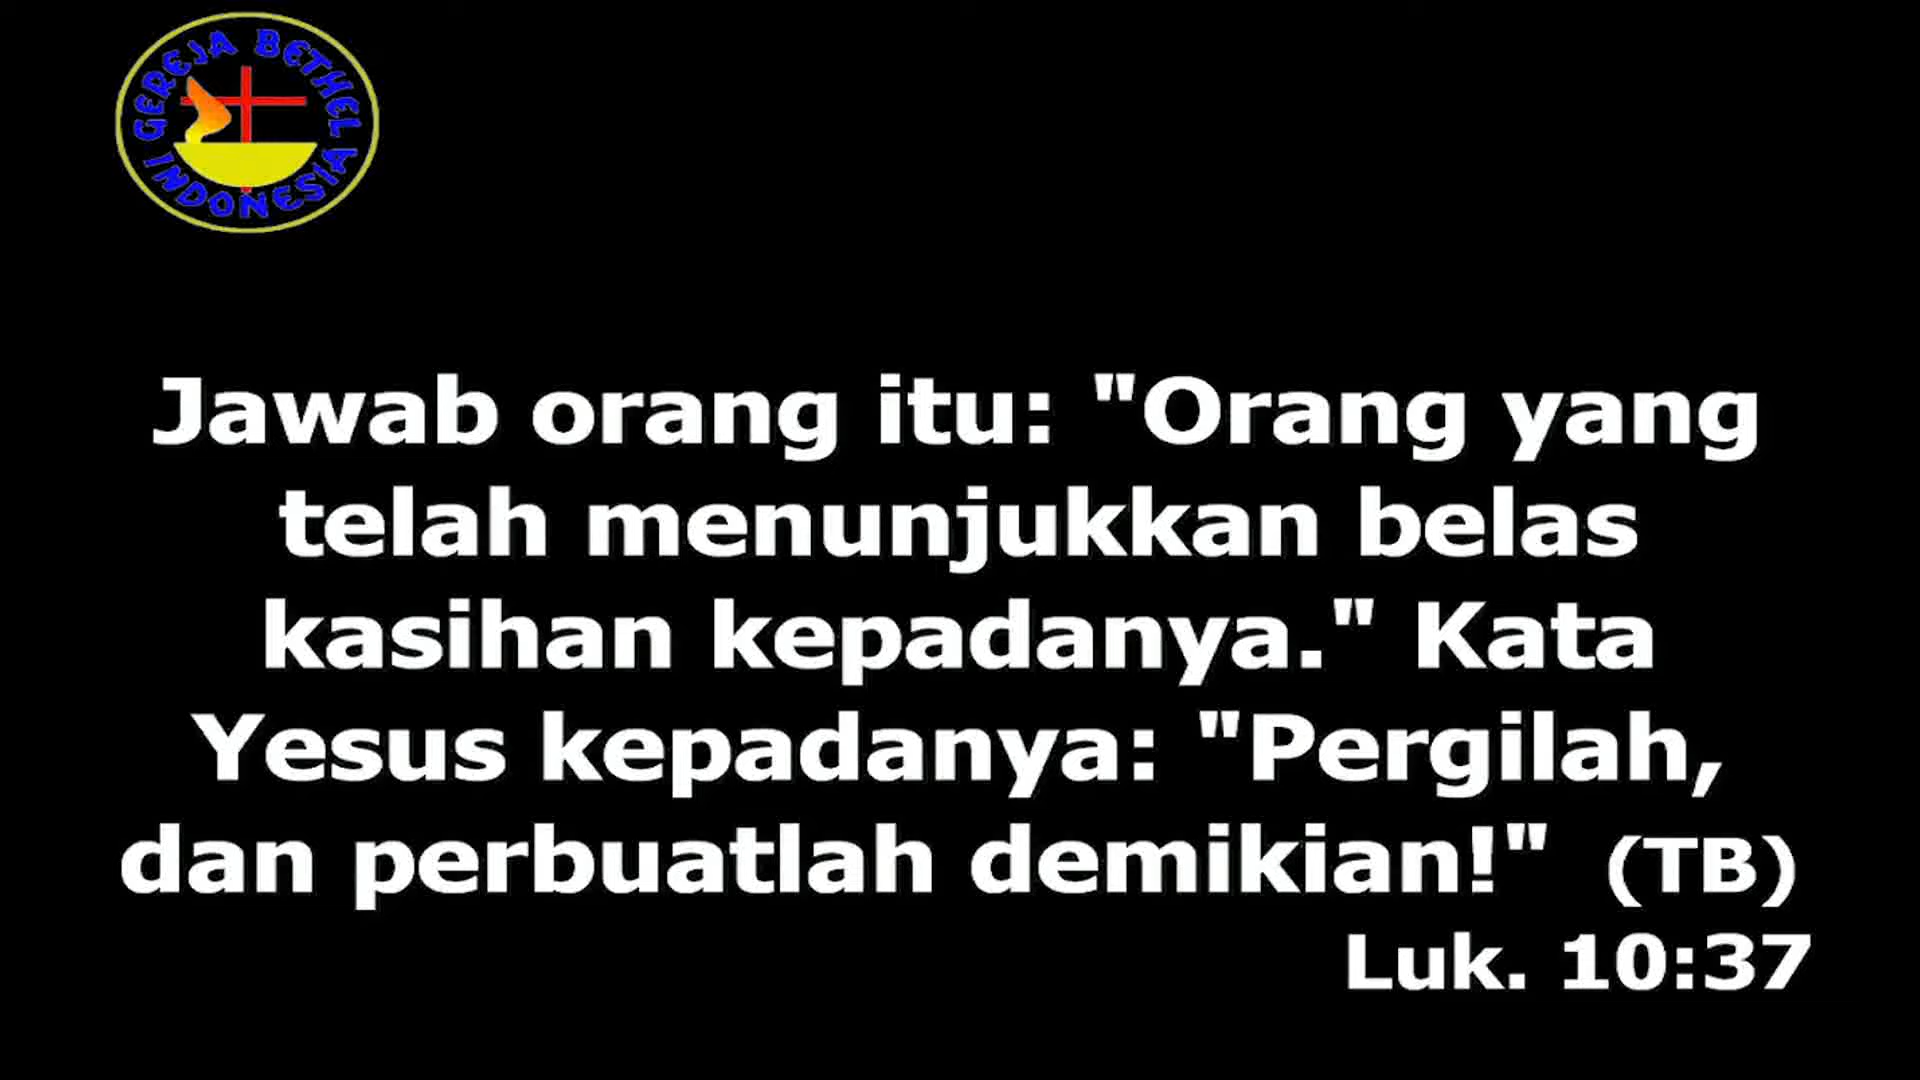 GEREJA BETHEL
INDONESIA
Jawab orang itu: "Orang yang
telah menunjukkan belas
kasihan kepadanya." Kata
Yesus kepadanya: "Pergilah,
dan perbuatlah demikian!" (TB)
Luk. 10:37